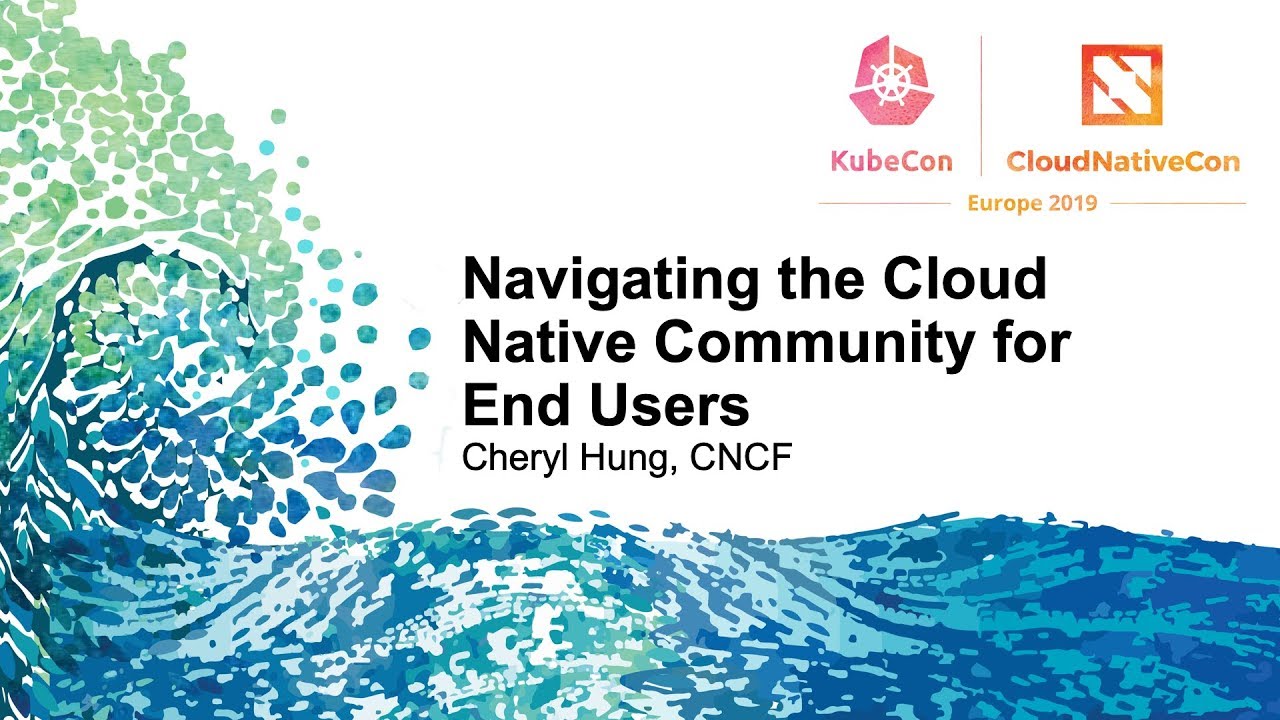 KubeCon
CloudNativeCon
Europe 2019
Navigating the Cloud
Native Community for
End Users
Cheryl Hung, CNCF